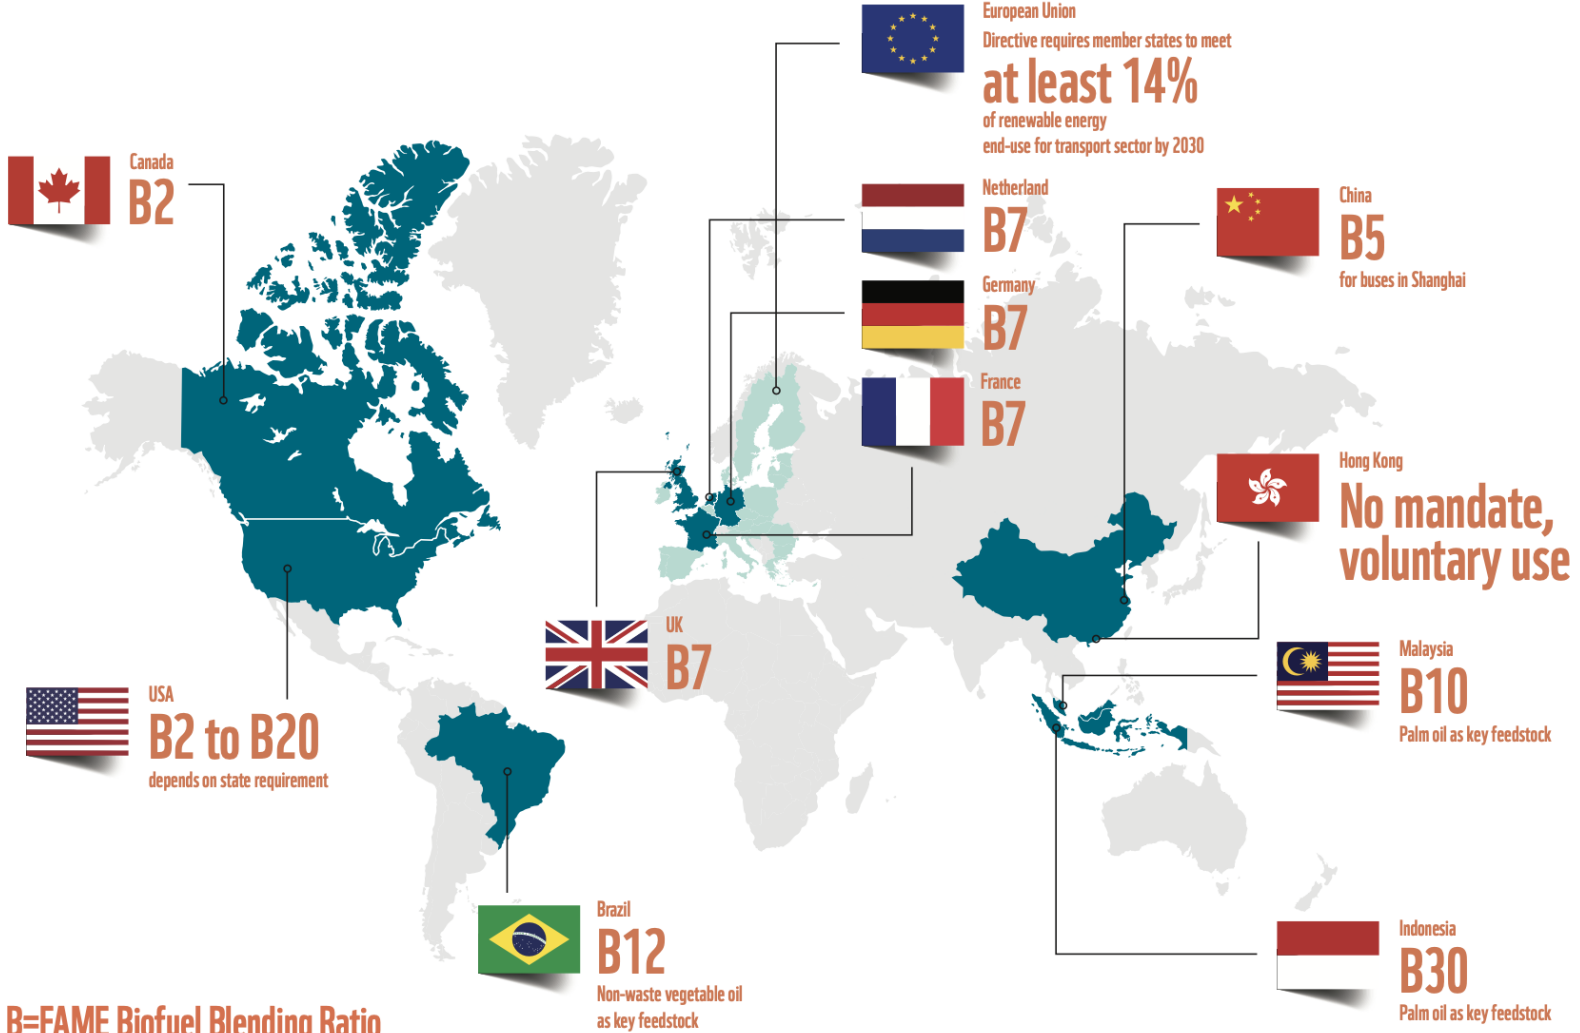 European Union
Directive requires member states to meet
at least 14%
of renewable energy
end-use for transport sector by 2030
Canada
B2
Netherland
B7
China
B5
for buses in Shanghai
Germany
B7
France
B7
Hong Kong
No mandate,
voluntary use
UK
B7
Malaysia
B10
Palm oil as key feedstock
USA
B2 to B20
depends on state requirement
Brazil
B12
Non-waste vegetable oil
as key feedstock
Indonesia
B30
Palm oil as key feedstock
B=FAME Biofuel Blending Ratio